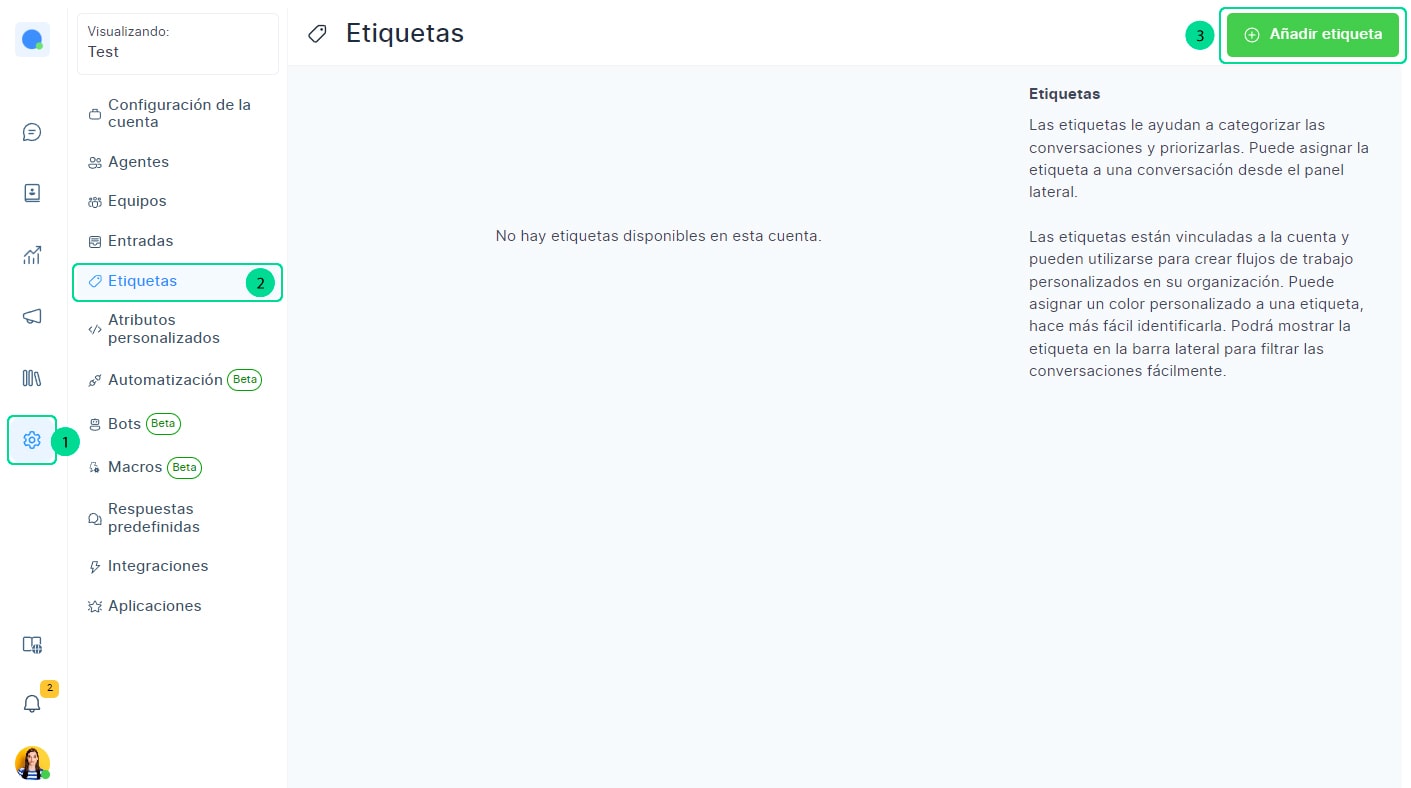 Visualizando:
Test
Configuración de la
cuenta
Agentes
Equipos
Entradas
Etiquetas
2
Atributos
personalizados
Automatización Beta
Bots Beta
1
Macros Beta
Respuestas
predefinidas
Integraciones
Aplicaciones
2
Etiquetas
3
Añadir etiqueta
No hay etiquetas disponibles en esta cuenta.
Etiquetas
Las etiquetas le ayudan a categorizar las
conversaciones y priorizarlas. Puede asignar la
etiqueta a una conversación desde el panel
lateral.
Las etiquetas están vinculadas a la cuenta y
pueden utilizarse para crear flujos de trabajo
personalizados en su organización. Puede
asignar un color personalizado a una etiqueta,
hace más fácil identificarla. Podrá mostrar la
etiqueta en la barra lateral para filtrar las
conversaciones fácilmente.